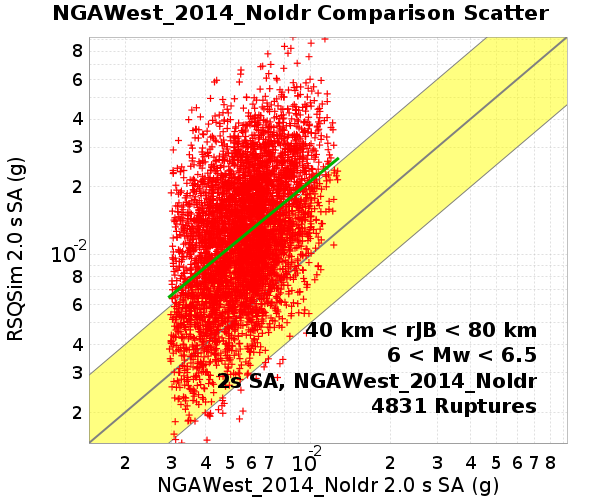 NGAWest_2014_NoIdr Comparison Scatter
RSQSim 2.0 s SA (g)
8
6
4
3
2
10-2
8
6
4
3
2
40 km < rJB < 80 km
6 < Mw < 6.5
2s SA, NGAWest_2014_NoIdr
4831 Ruptures
2 3 4 5 6 7 10-2 2 3 4 5 6 7 8
NGAWest_2014_NoIdr 2.0 s SA (g)